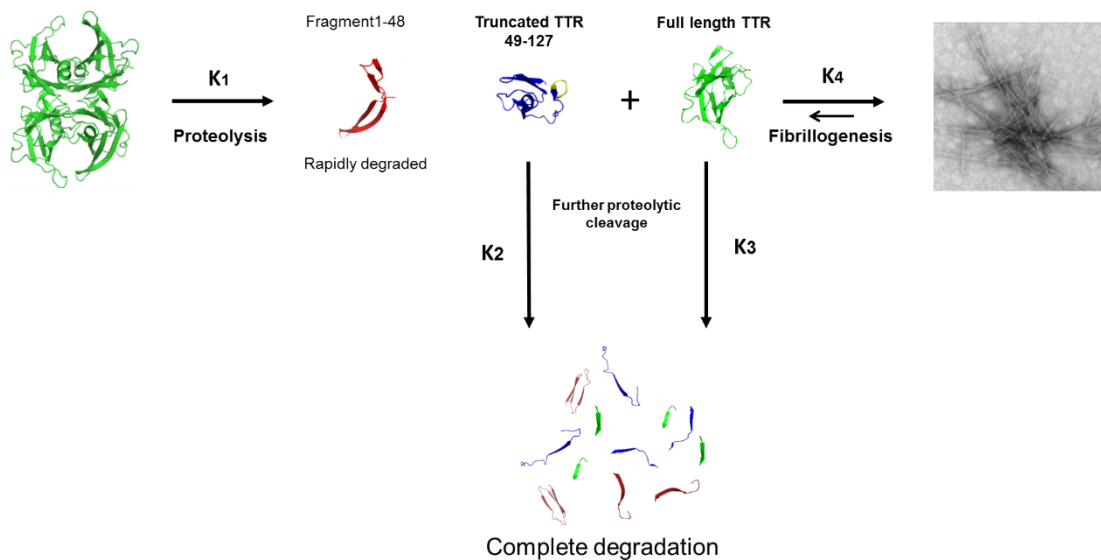 Fragment1-48
Truncated TTR
49-127
Full length TTR
K1
Proteolysis
Rapidly degraded
+
K4
Fibrillogenesis
Further proteolytic
cleavage
K2
K3
Complete degradation